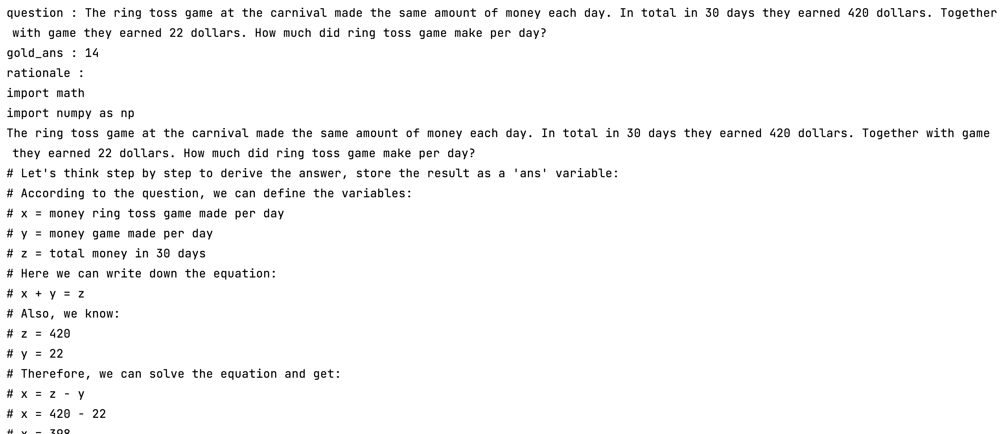 question : The ring toss game at the carnival made the same amount of money each day. In total in 30 days they earned 420 dollars. Together
with game they earned 22 dollars. How much did ring toss game make per day?
gold_ans : 14
rationale :
import math
import numpy as np
The ring toss game at the carnival made the same amount of money each day. In total in 30 days they earned 420 dollars. Together with game
they earned 22 dollars. How much did ring toss game make per day?
# Let's think step by step to derive the answer, store the result as a 'ans' variable:
# According to the question, we can define the variables:
# x = money ring toss game made per day
# y = money game made per day
# z = total money in 30 days
# Here we can write down the equation:
# x + y = z
# Also, we know:
# z = 420
# y = 22
# Therefore, we can solve the equation and get:
# x = z - y
# x = 420 - 22
# x = 398